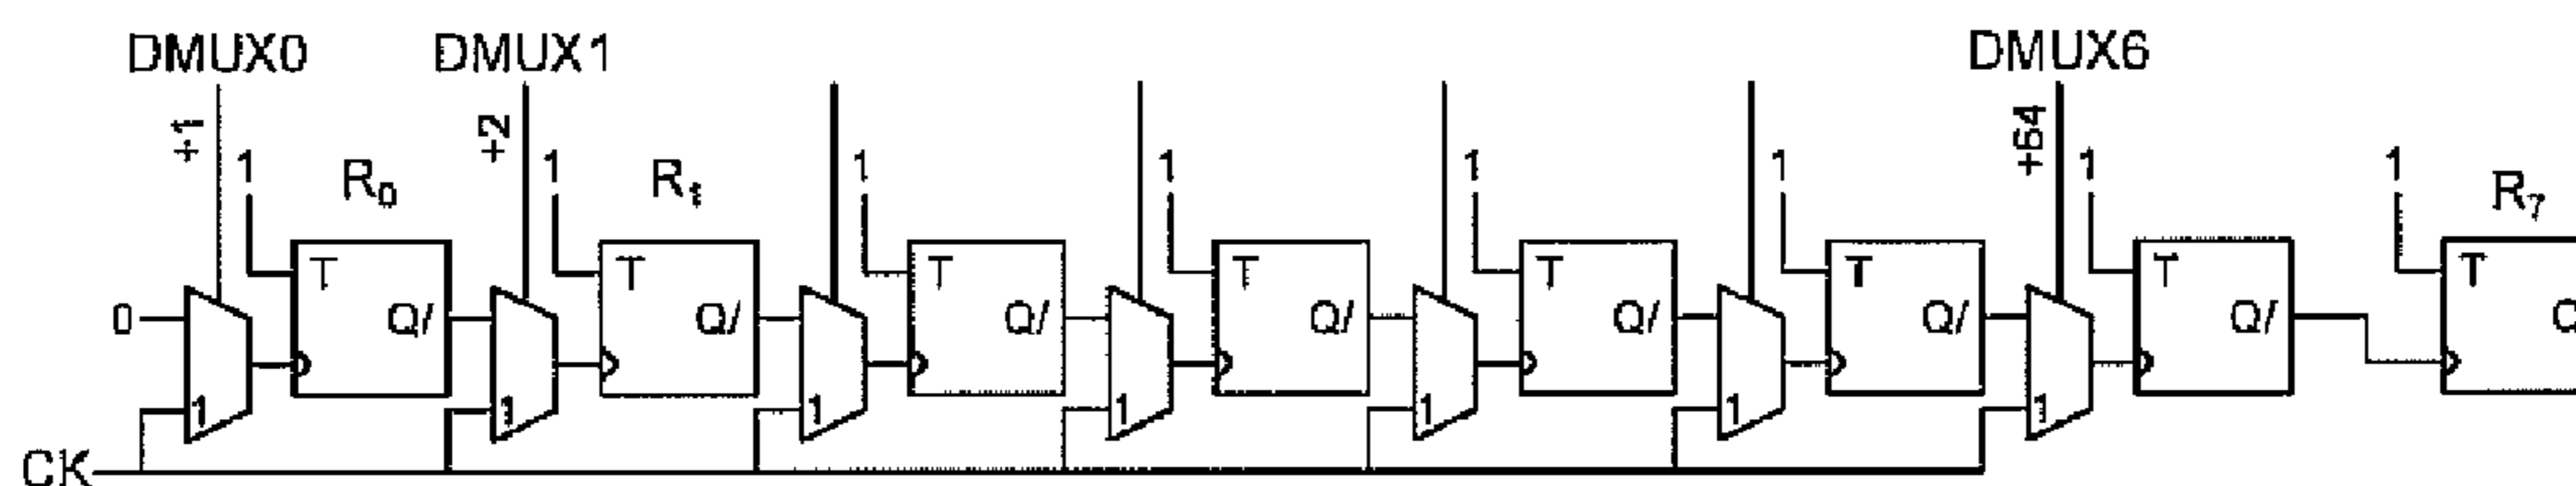 DMUX0 DMUX1 DMUX6
+1 +2 +64
1 1 1 1 1 1 1 1
R0 R1 R7
T T T T T T T T
0 Q/ Q/ Q/ Q/ Q/ Q/ Q/
1 1 1 1 1 1 1
CK